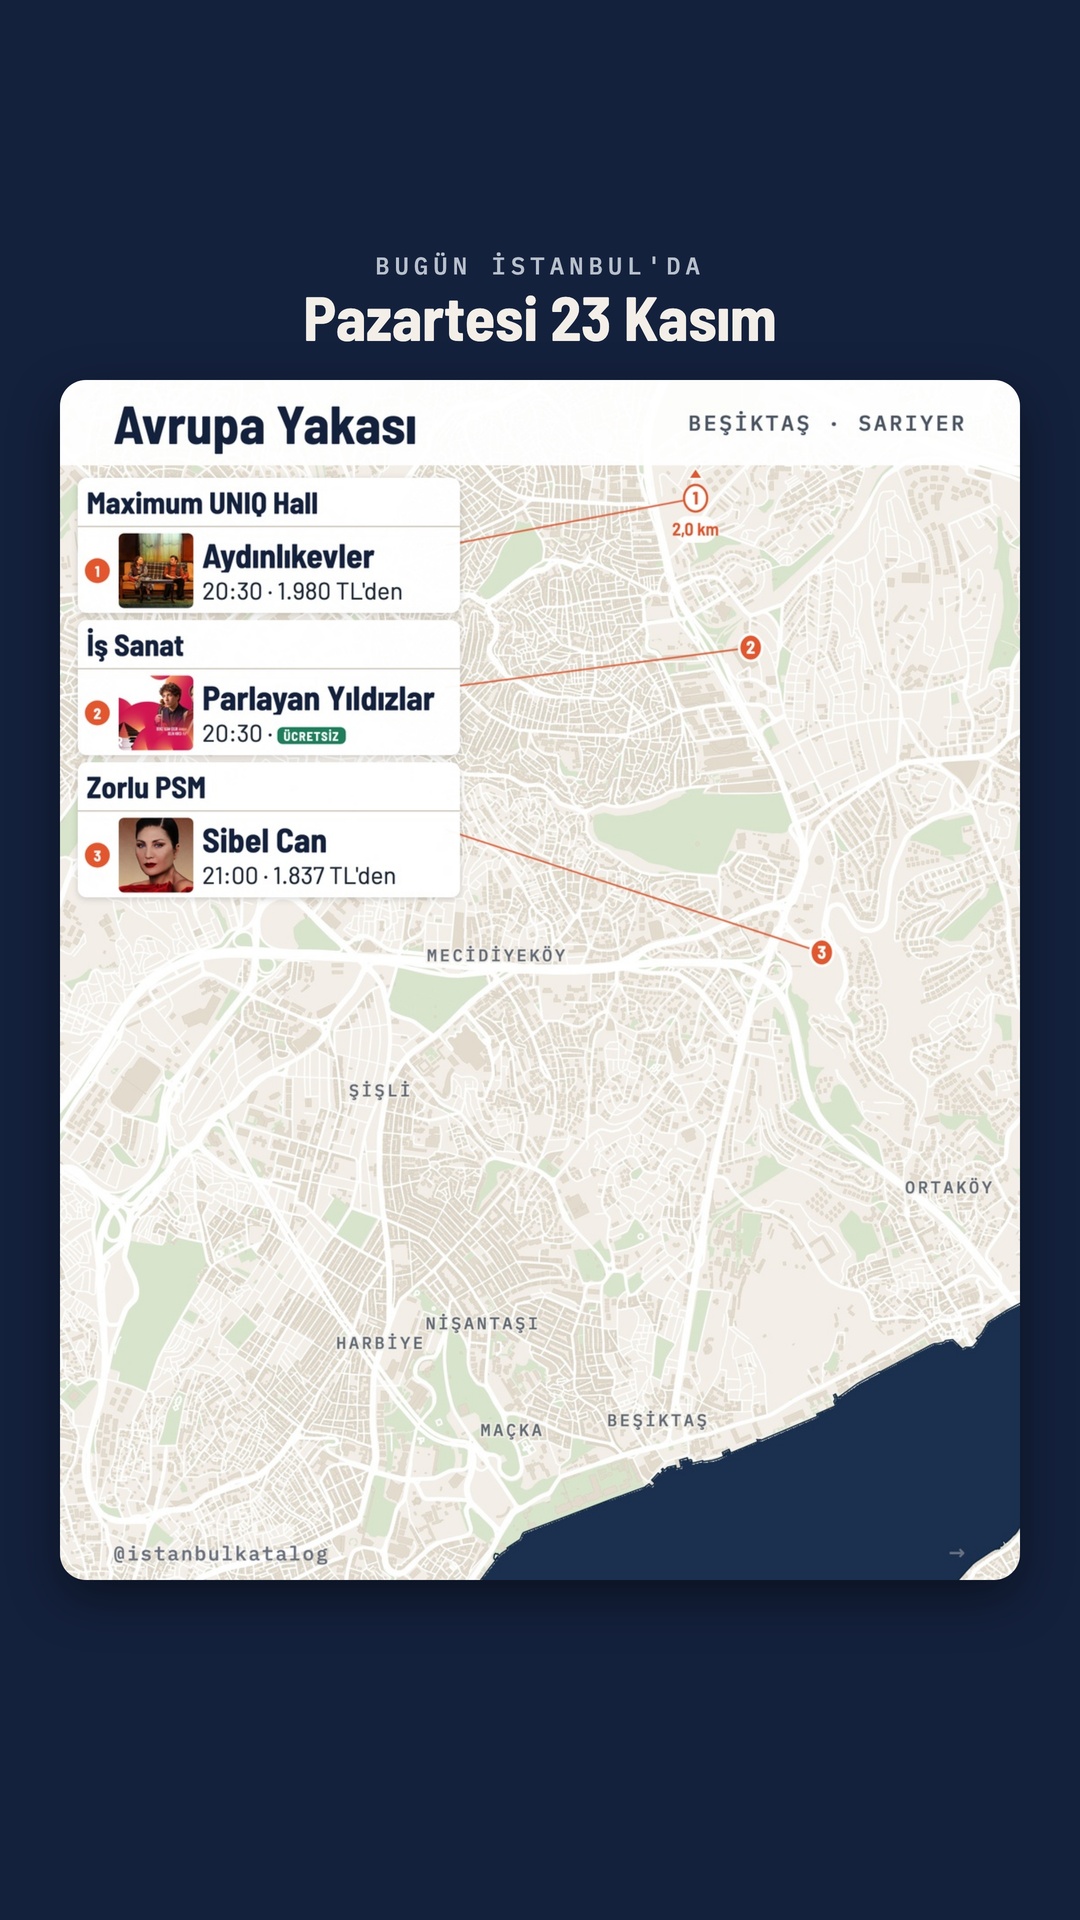 BUGÜN İSTANBUL'DA
Pazartesi 23 Kasım
Avrupa Yakası
BEŞİKTAŞ · SARIYER
Maximum UNIQ Hall
1
Aydınlıkevler
20:30 · 1.980 TL'den
İş Sanat
2
Parlayan Yıldızlar
20:30 · ÜCRETSİZ
Zorlu PSM
3
Sibel Can
21:00 · 1.837 TL'den
1
2,0 km
2
3
MECİDİYEKÖY
ŞİŞLİ
ORTAKÖY
NİŞANTAŞI
HARBİYE
BEŞİKTAŞ
MAÇKA
@istanbulkatalog
→